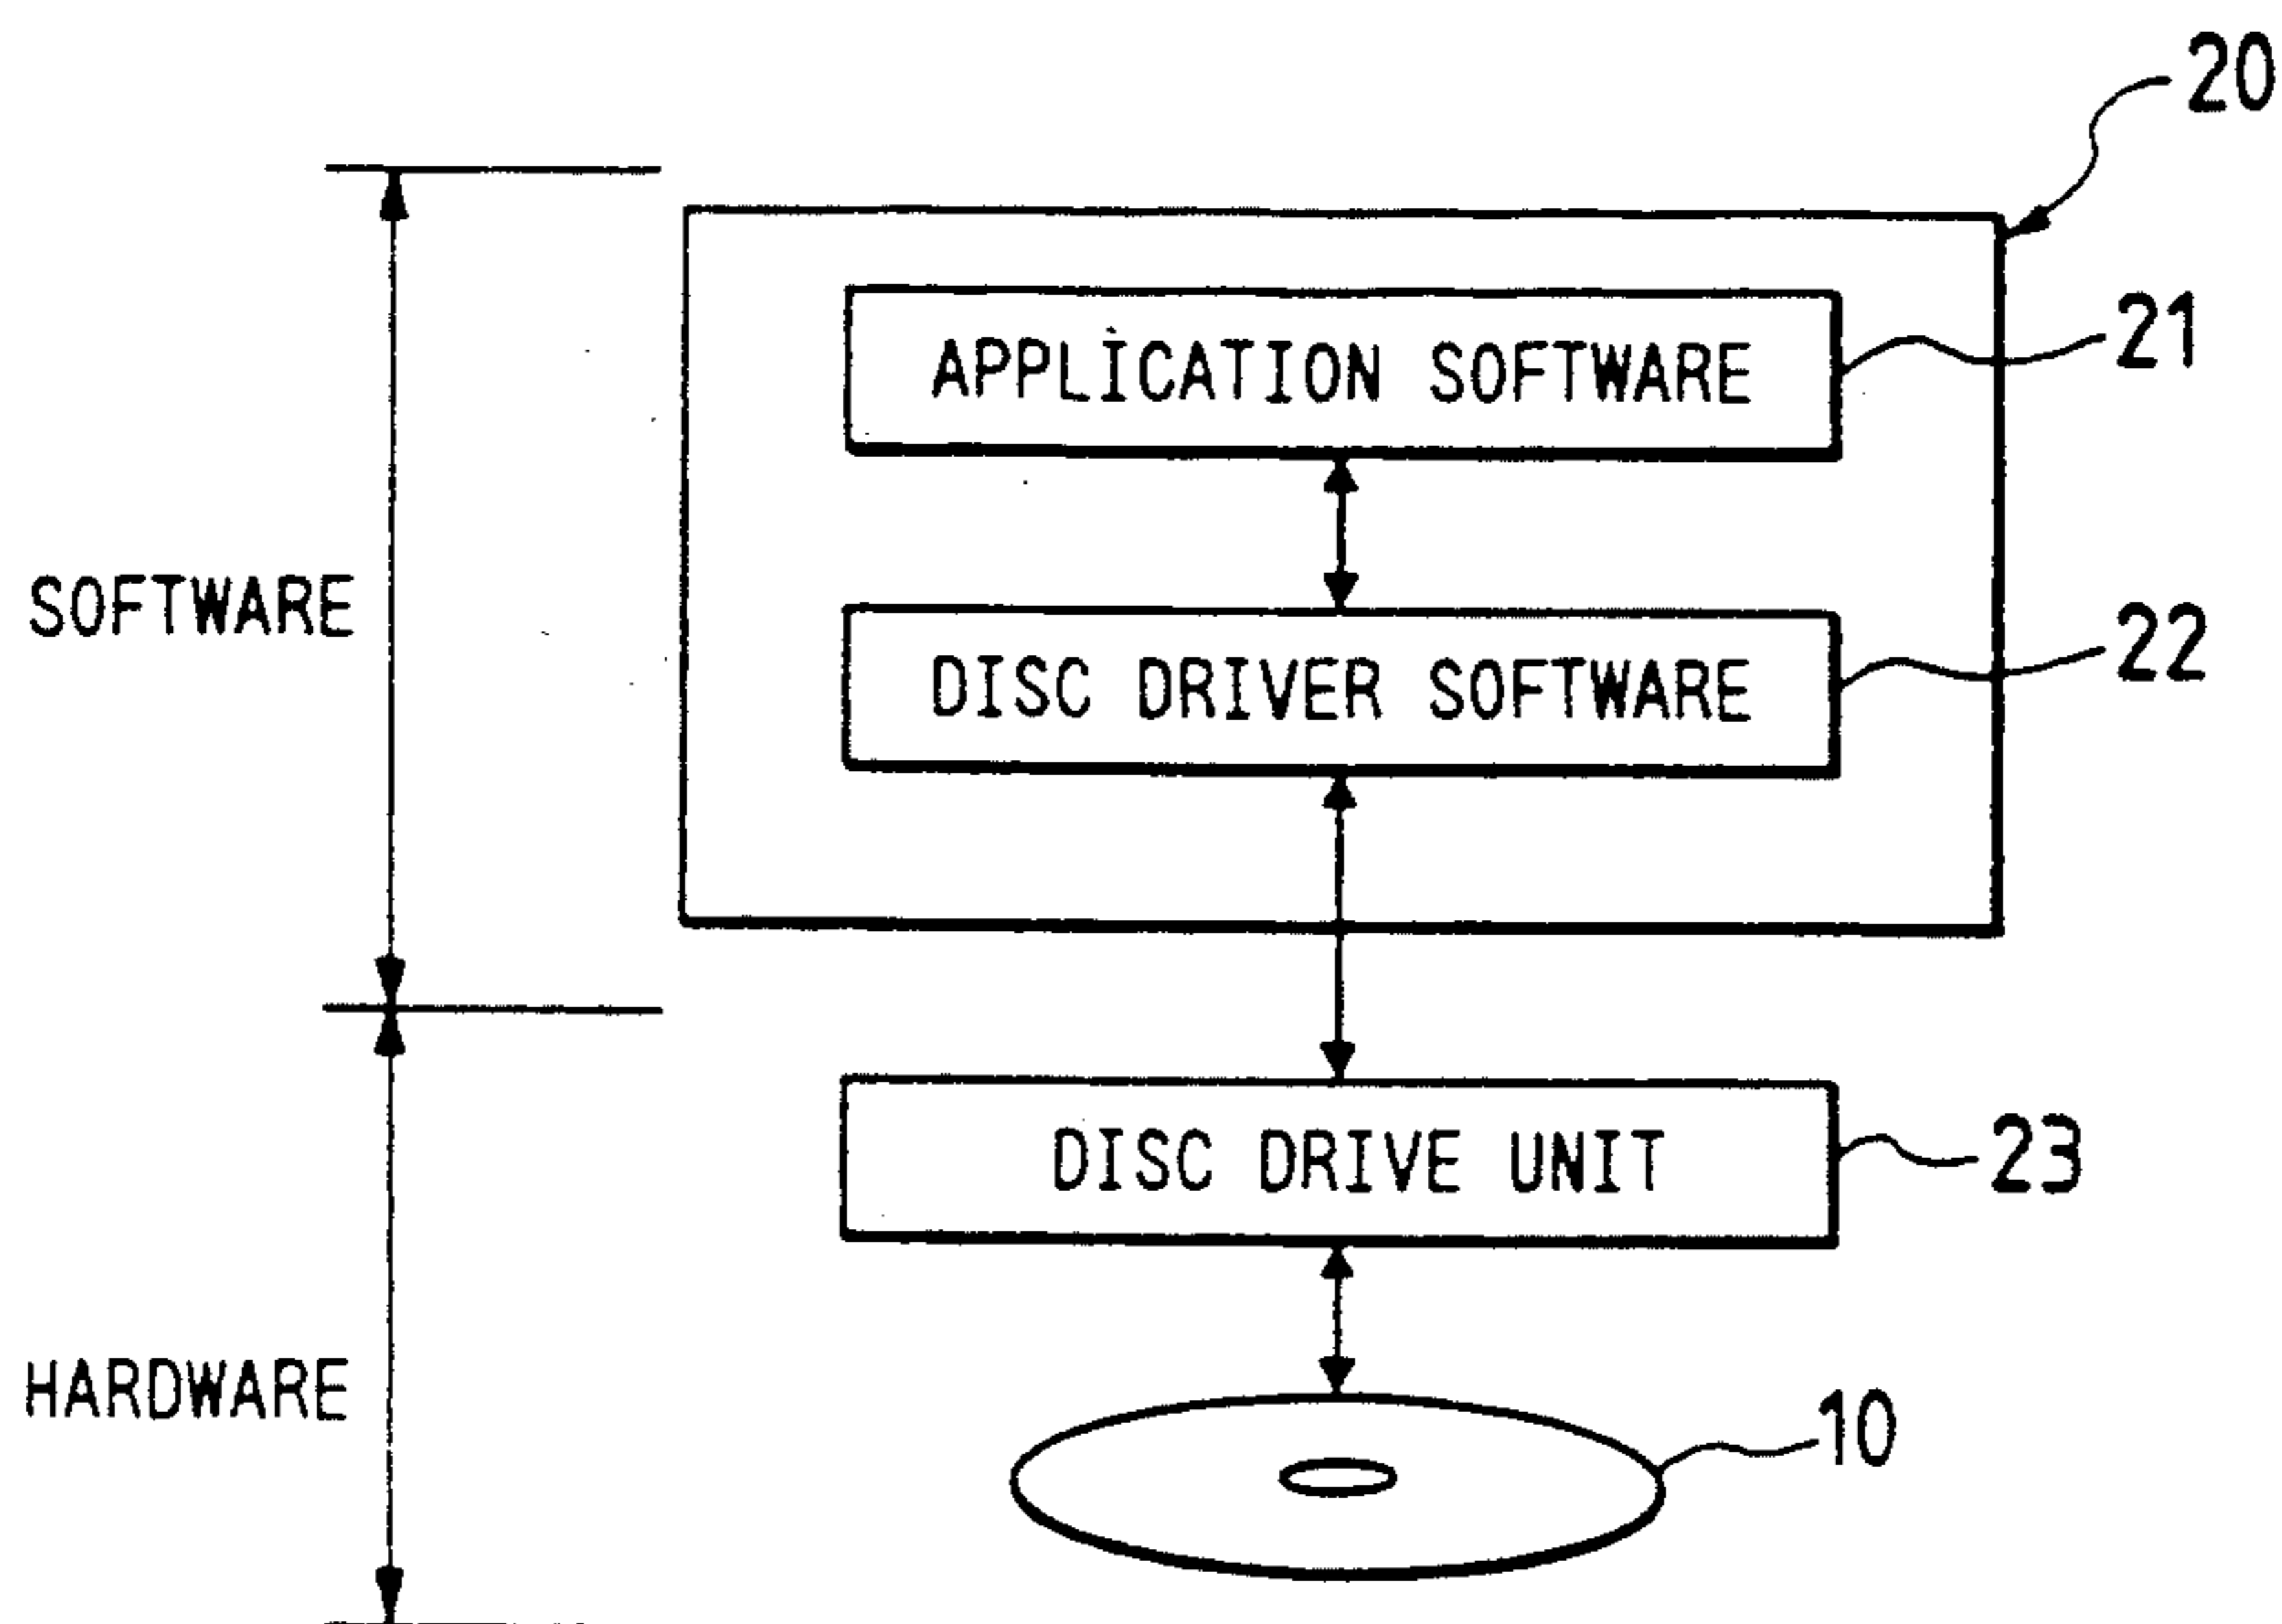 20
APPLICATION SOFTWARE
21
SOFTWARE
DISC DRIVER SOFTWARE
22
DISC DRIVE UNIT
23
HARDWARE
10